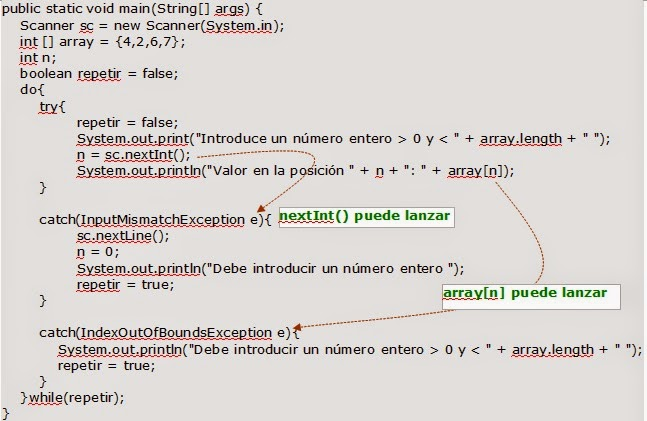 public static void main(String[] args) {
Scanner sc = new Scanner(System.in);
int [] array = {4,2,6,7};
int n;
boolean repetir = false;
do{
try{
repetir = false;
System.out.print("Introduce un número entero > 0 y < " + array.length + " ");
n = sc.nextInt();
System.out.println("Valor en la posición " + n + ": " + array[n]);
}
catch(InputMismatchException e){ nextInt() puede lanzar
sc.nextLine();
n = 0;
System.out.println("Debe introducir un número entero ");
repetir = true;
array[n] puede lanzar
}
catch(IndexOutOfBoundsException e){
System.out.println("Debe introducir un número entero > 0 y < " + array.length + " ");
repetir = true;
}
}while(repetir);
}